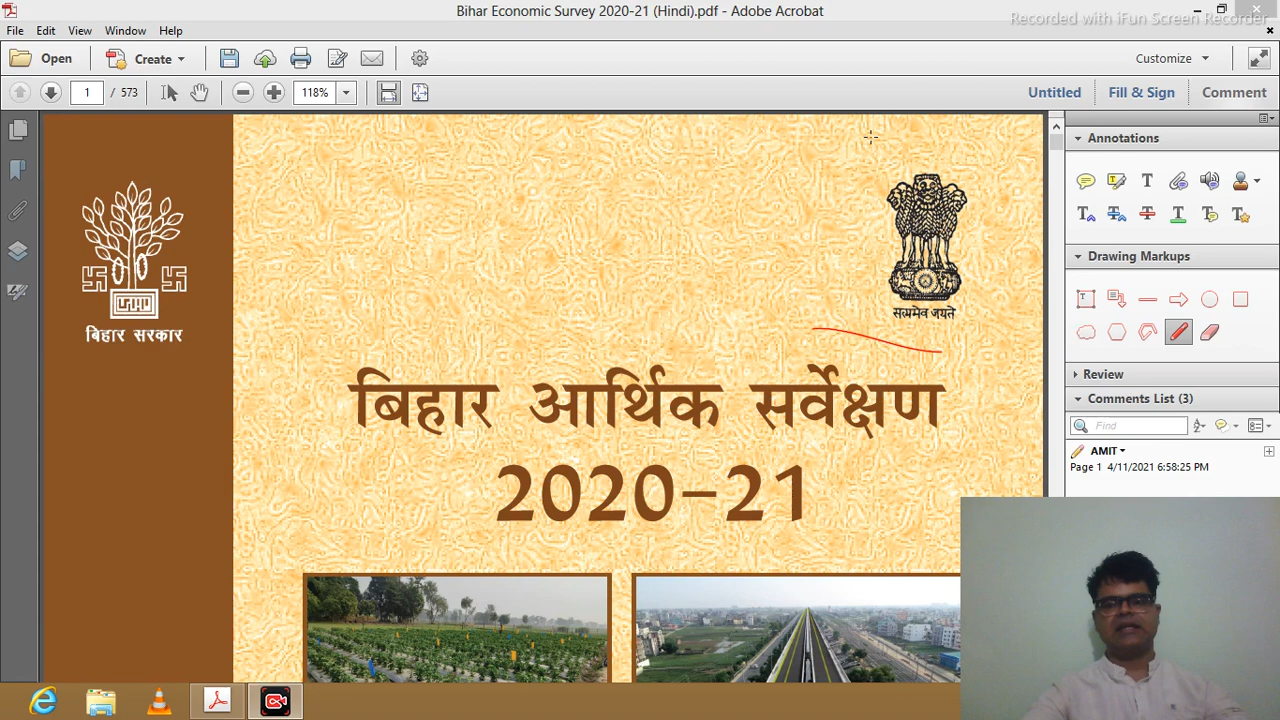 Bihar Economic Survey 2020-21 (Hindi).pdf - Adobe Acrobat
Recorded with iFun Screen Recorder
File Edit View Window Help
Open Create Customize
1 / 573 118% Untitled Fill & Sign Comment
Annotations
Drawing Markups
Review
Comments List (3)
Find
AMIT
Page 1 4/11/2021 6:58:25 PM
बिहार सरकार
सत्यमेव जयते
बिहार आर्थिक सर्वेक्षण
2020-21